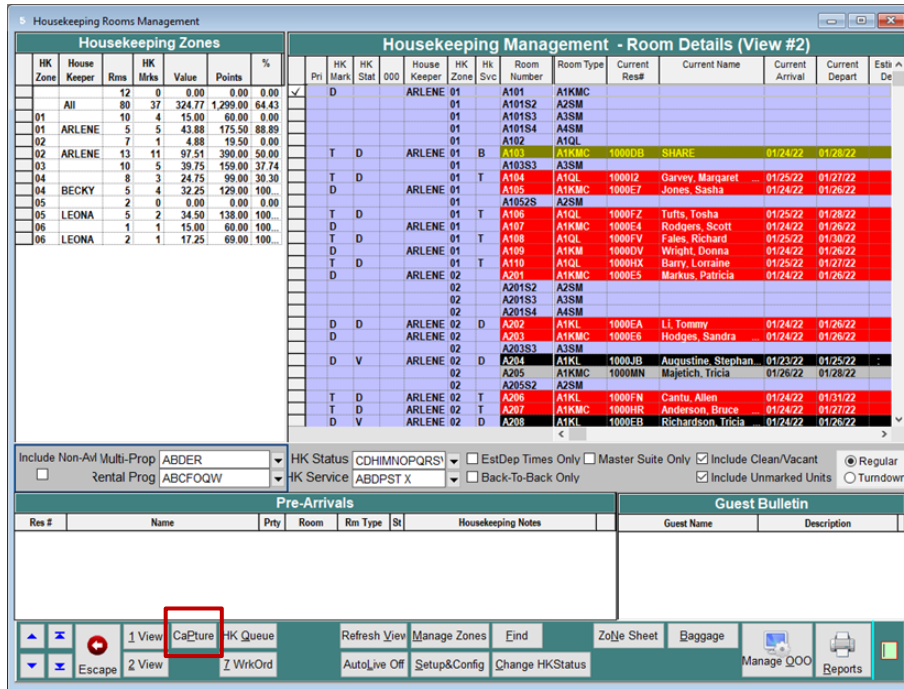 5 Housekeeping Rooms Management
Housekeeping Zones
HK Zone House Keeper Rms HK Mrks Value Points %
12 0 0.00 0.00 0.00
All 80 37 324.77 1,299.00 64.43
01 10 4 15.00 60.00 0.00
01 ARLENE 5 5 43.88 175.50 88.89
02 7 1 4.88 19.50 0.00
02 ARLENE 13 11 97.51 390.00 50.00
03 10 5 39.75 159.00 37.74
04 8 3 24.75 99.00 30.30
04 BECKY 5 4 32.25 129.00 100...
05 2 0 0.00 0.00 0.00
05 LEONA 5 2 34.50 138.00 100...
06 1 1 15.00 60.00 100...
06 LEONA 2 1 17.25 69.00 100...
Housekeeping Management - Room Details (View #2)
Pri HK Mark HK Stat 000 House Keeper HK Zone Hk Svc Room Number Room Type Current Res# Current Name Current Arrival Current Depart Esti De
D ARLENE 01 A101 A1KMC
01 A101S2 A2SM
01 A101S3 A3SM
01 A101S4 A4SM
01 A102 A1QL
T D ARLENE 01 B A103 A1KMC 1000DB SHARE 01/24/22 01/28/22
01 A103S3 A3SM
T D 01 T A104 A1QL 1000I2 Garvey, Margaret ... 01/25/22 01/27/22
D ARLENE 01 A105 A1KMC 1000E7 Jones, Sasha 01/24/22 01/26/22
01 A1052S A2SM
T D 01 T A106 A1QL 1000FZ Tufts, Tosha 01/25/22 01/28/22
D ARLENE 01 A107 A1KMC 1000E4 Rodgers, Scott 01/24/22 01/26/22
T D 01 T A108 A1QL 1000FV Fales, Richard 01/25/22 01/30/22
D ARLENE 01 A109 A1KM 1000DV Wright, Donna 01/24/22 01/26/22
T D 01 T A110 A1QL 1000HX Barry, Lorraine 01/25/22 01/27/22
D ARLENE 02 A201 A1KMC 1000E5 Markus, Patricia 01/24/22 01/26/22
02 A201S2 A2SM
02 A201S3 A3SM
02 A201S4 A4SM
D D ARLENE 02 D A202 A1KL 1000EA Li, Tommy 01/24/22 01/26/22
D ARLENE 02 A203 A1KMC 1000E6 Hodges, Sandra ... 01/24/22 01/26/22
02 A203S3 A3SM
D V ARLENE 02 D A204 A1KL 1000JB Augustine, Stephan... 01/23/22 01/25/22 :
02 A205 A1KMC 1000MN Majetich, Tricia 01/26/22 01/28/22
02 A205S2 A2SM
T D ARLENE 02 T A206 A1KL 1000FN Cantu, Allen 01/24/22 01/31/22
T D ARLENE 02 T A207 A1KMC 1000HR Anderson, Bruce ... 01/24/22 01/27/22
D V ARLENE 02 D A208 A1KL 1000EB Richardson, Tricia ... 01/24/22 01/26/22
Include Non-Avl Multi-Prop ABDER HK Status CDHIMNOPQRS EstDep Times Only Master Suite Only Include Clean/Vacant Regular
Rental Prog ABCFOQW HK Service ABDPST X Back-To-Back Only Include Unmarked Units Turndown
Pre-Arrivals
Res # Name Prty Room Rm Type St Housekeeping Notes
Guest Bulletin
Guest Name Description
1 View CaPture HK Queue Refresh View Manage Zones Find ZoNe Sheet Baggage
Escape 2 View 7 WrkOrd AutoLive Off Setup&Config Change HKStatus Manage OOO Reports